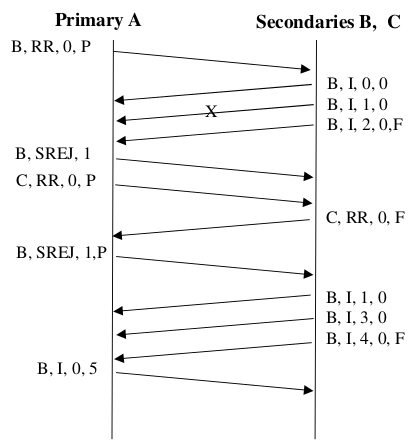 Primary A
Secondaries B, C
B, RR, 0, P
B, I, 0, 0
B, I, 1, 0
X
B, I, 2, 0,F
B, SREJ, 1
C, RR, 0, P
C, RR, 0, F
B, SREJ, 1,P
B, I, 1, 0
B, I, 3, 0
B, I, 4, 0, F
B, I, 0, 5